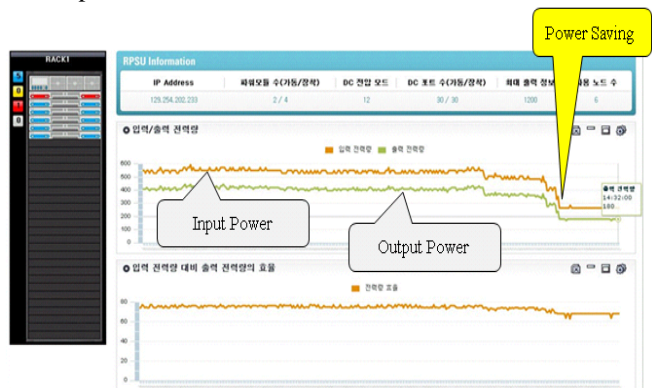 Power Saving
RACK1
RPSU Information
IP Address 파워모듈 수(가동/장착) DC 전압 모드 DC 포트 수(가동/장착) 최대 출력 정보 노드 수
129.254.202.233 2 / 4 12 30 / 30 1200 6
입력/출력 전력량
입력 전력량 출력 전력량
600
500
400
300
200
100
0
출력 전력량
14:32:00
180
Input Power
Output Power
입력 전력량 대비 출력 전력량의 효율
전력량 효율
80
60
40
20
0